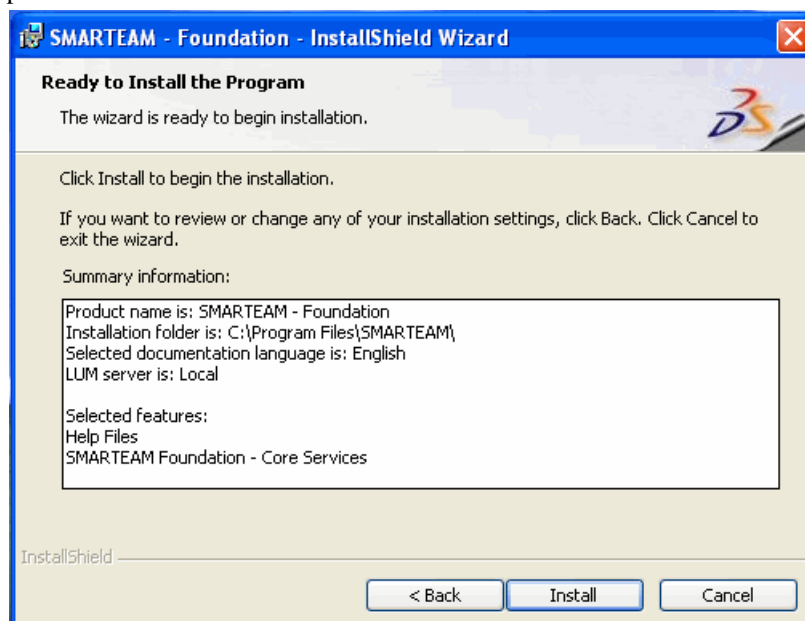 SMARTEAM - Foundation - InstallShield Wizard
Ready to Install the Program
The wizard is ready to begin installation.
Click Install to begin the installation.
If you want to review or change any of your installation settings, click Back. Click Cancel to
exit the wizard.
Summary information:
Product name is: SMARTEAM - Foundation
Installation folder is: C:\Program Files\SMARTEAM\
Selected documentation language is: English
LUM server is: Local
Selected features:
Help Files
SMARTEAM Foundation - Core Services
InstallShield
< Back Install Cancel